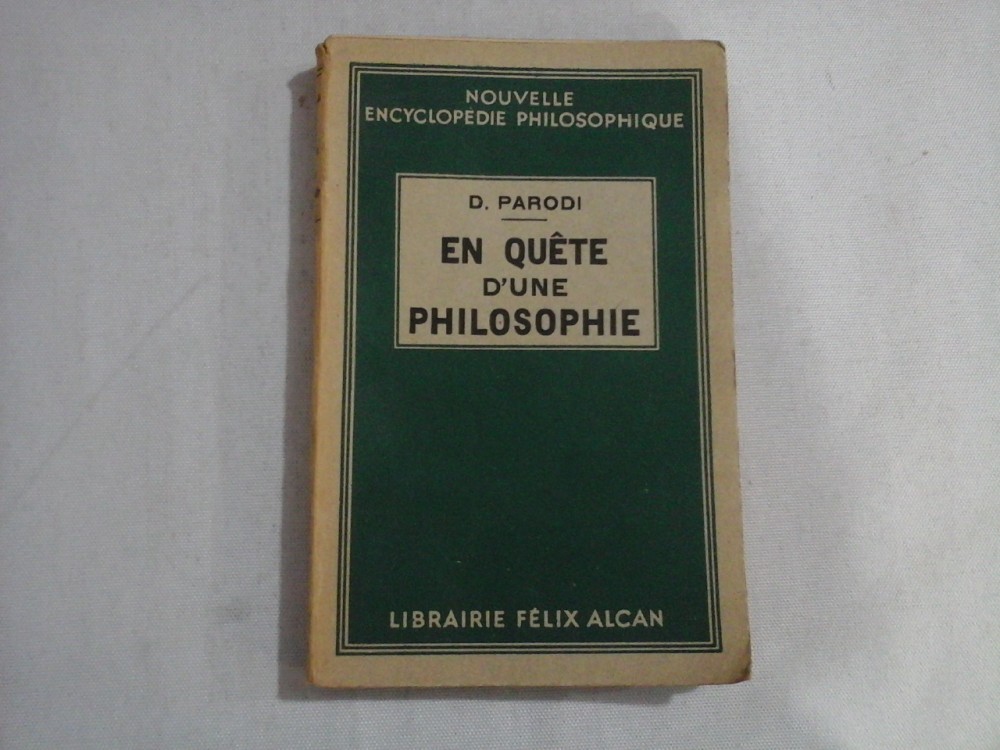 NOUVELLE
ENCYCLOPÉDIE PHILOSOPHIQUE
D. PARODI
EN QUÊTE
D'UNE
PHILOSOPHIE
LIBRAIRIE FÉLIX ALCAN